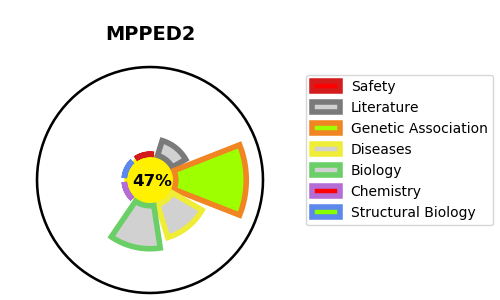 MPPED2
47%
Safety
Literature
Genetic Association
Diseases
Biology
Chemistry
Structural Biology